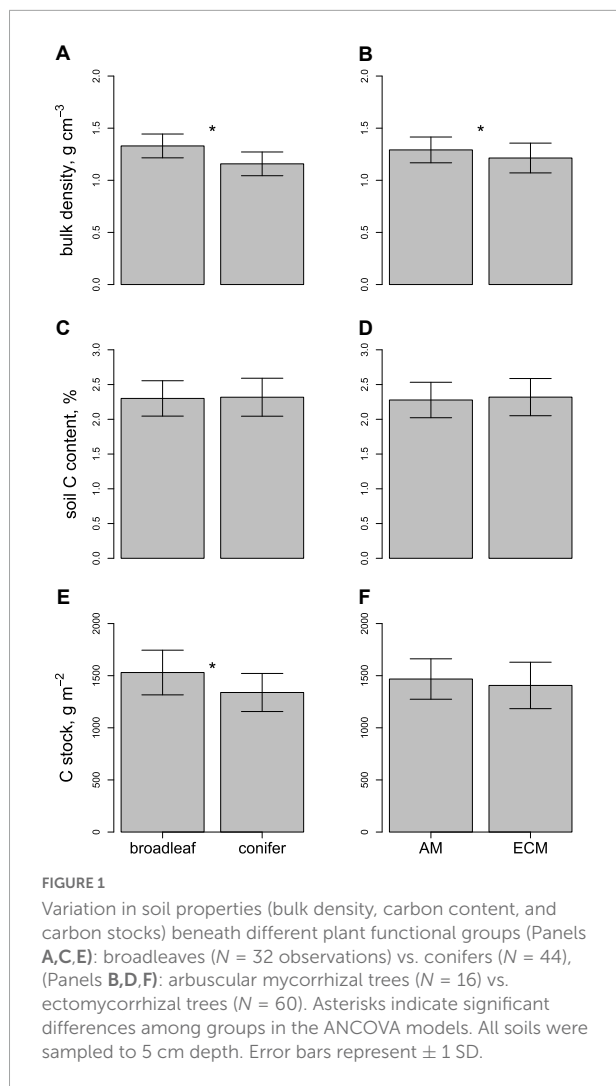 A
B
bulk density, g cm⁻³
0.0 0.5 1.0 1.5 2.0
*
0.0 0.5 1.0 1.5 2.0
*
C
D
soil C content, %
0.0 0.5 1.0 1.5 2.0 2.5 3.0
0.0 0.5 1.0 1.5 2.0 2.5 3.0
E
F
C stock, g m⁻²
0 500 1000 1500 2000
*
0 500 1000 1500 2000
broadleaf conifer
AM ECM
FIGURE 1
Variation in soil properties (bulk density, carbon content, and
carbon stocks) beneath different plant functional groups (Panels
A,C,E): broadleaves (N = 32 observations) vs. conifers (N = 44),
(Panels B,D,F): arbuscular mycorrhizal trees (N = 16) vs.
ectomycorrhizal trees (N = 60). Asterisks indicate significant
differences among groups in the ANCOVA models. All soils were
sampled to 5 cm depth. Error bars represent ± 1 SD.